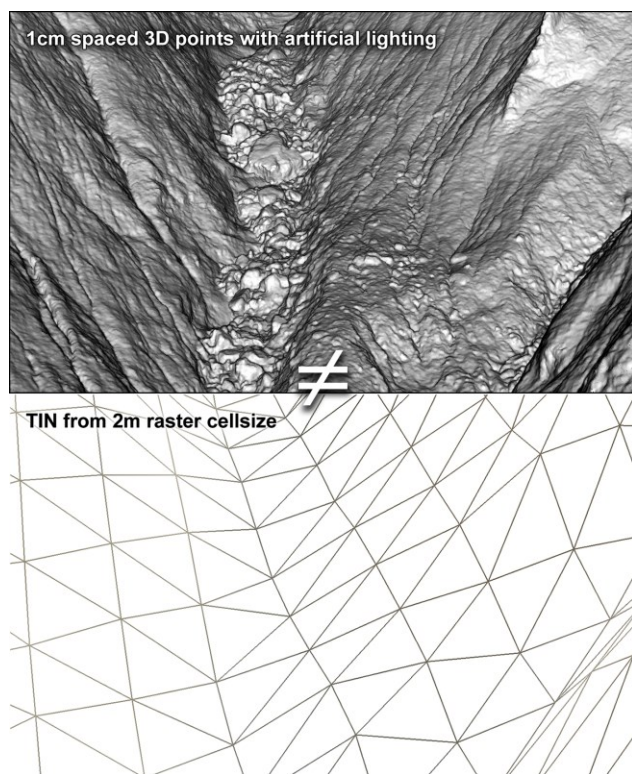 1cm spaced 3D points with artificial lighting
≠
TIN from 2m raster cellsize